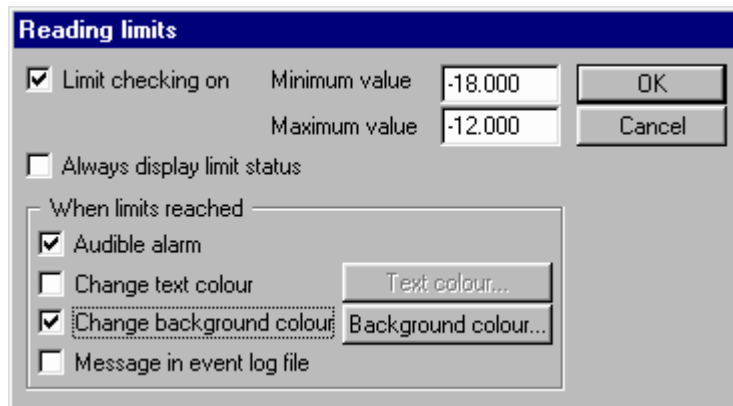 Reading limits
Limit checking on Minimum value -18.000 OK
Maximum value -12.000 Cancel
Always display limit status
When limits reached
Audible alarm
Change text colour Text colour...
Change background colour Background colour...
Message in event log file